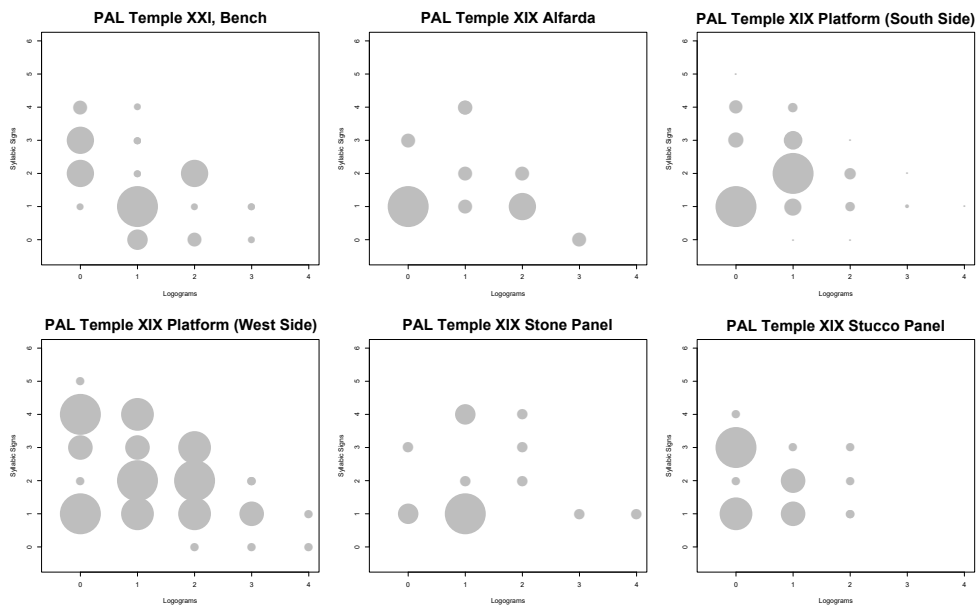 PAL Temple XXI, Bench
6
5
4
3
2
1
0
Syllabic Signs
0 1 2 3 4
Logograms
PAL Temple XIX Alfarda
6
5
4
3
2
1
0
Syllabic Signs
0 1 2 3 4
Logograms
PAL Temple XIX Platform (South Side)
6
5
4
3
2
1
0
Syllabic Signs
0 1 2 3 4
Logograms
PAL Temple XIX Platform (West Side)
6
5
4
3
2
1
0
Syllabic Signs
0 1 2 3 4
Logograms
PAL Temple XIX Stone Panel
6
5
4
3
2
1
0
Syllabic Signs
0 1 2 3 4
Logograms
PAL Temple XIX Stucco Panel
6
5
4
3
2
1
0
Syllabic Signs
0 1 2 3 4
Logograms